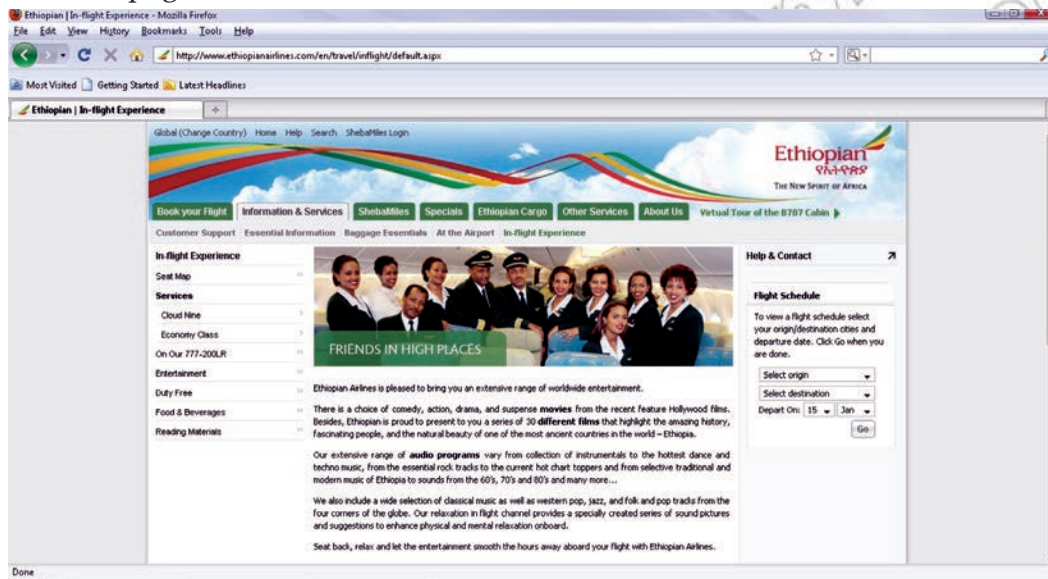 Ethiopian | In-flight Experience - Mozilla Firefox
File Edit View History Bookmarks Tools Help
http://www.ethiopianairlines.com/en/travel/inflight/default.aspx
Most Visited Getting Started Latest Headlines
Ethiopian | In-flight Experience
Global (Change Country) Home Help Search ShebaMiles Login
Ethiopian
የኢትዮጵያ
THE NEW SPIRIT OF AFRICA
Book your Flight Information & Services ShebaMiles Specials Ethiopian Cargo Other Services About Us Virtual Tour of the B787 Cabin
Customer Support Essential Information Baggage Essentials At the Airport In-flight Experience
In-flight Experience
Seat Map
Services
Cloud Nine
Economy Class
On Our 777-200LR
Entertainment
Duty Free
Food & Beverages
Reading Materials
FRIENDS IN HIGH PLACES
Ethiopian Airlines is pleased to bring you an extensive range of worldwide entertainment.
There is a choice of comedy, action, drama, and suspense movies from the recent feature Hollywood films.
Besides, Ethiopian is proud to present to you a series of 30 different films that highlight the amazing history,
fascinating people, and the natural beauty of one of the most ancient countries in the world – Ethiopia.
Our extensive range of audio programs vary from collection of instrumentals to the hottest dance and
techno music, from the essential rock tracks to the current hot chart toppers and from selective traditional and
modern music of Ethiopia to sounds from the 60's, 70's and 80's and many more...
We also include a wide selection of classical music as well as western pop, jazz, and folk and pop tracks from the
four corners of the globe. Our relaxation in flight channel provides a specially created series of sound pictures
and suggestions to enhance physical and mental relaxation onboard.
Seat back, relax and let the entertainment smooth the hours away aboard your flight with Ethiopian Airlines.
Help & Contact
Flight Schedule
To view a flight schedule select
your origin/destination cities and
departure date. Click Go when you
are done.
Select origin
Select destination
Depart On: 15 Jan
Go
Done